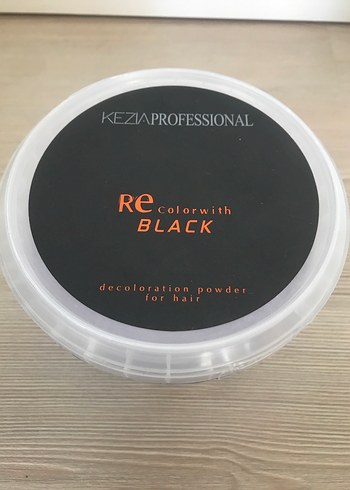 KEZIAPROFESSIONAL
Re Colorwith
BLACK
decoloration powder
for hair